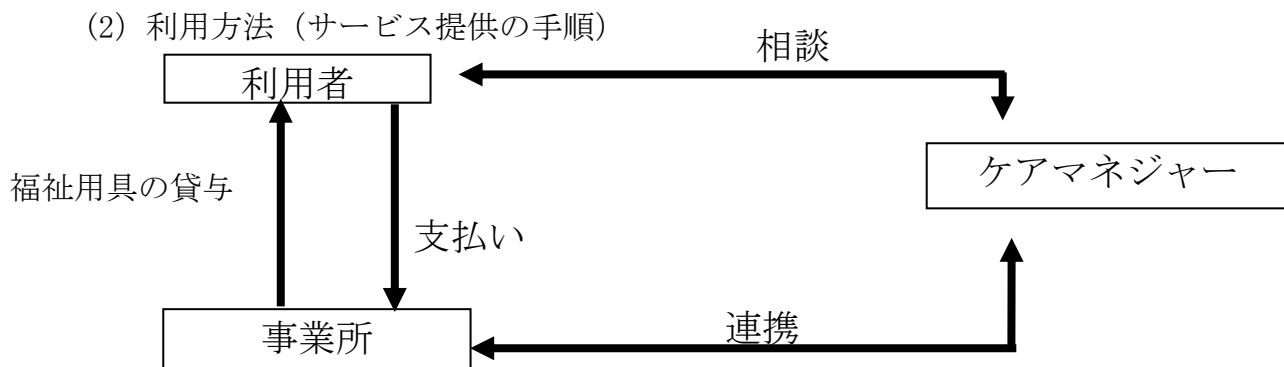 (2) 利用方法（サービス提供の手順）
相談
利用者
ケアマネジャー
福祉用具の貸与
支払い
事業所
連携